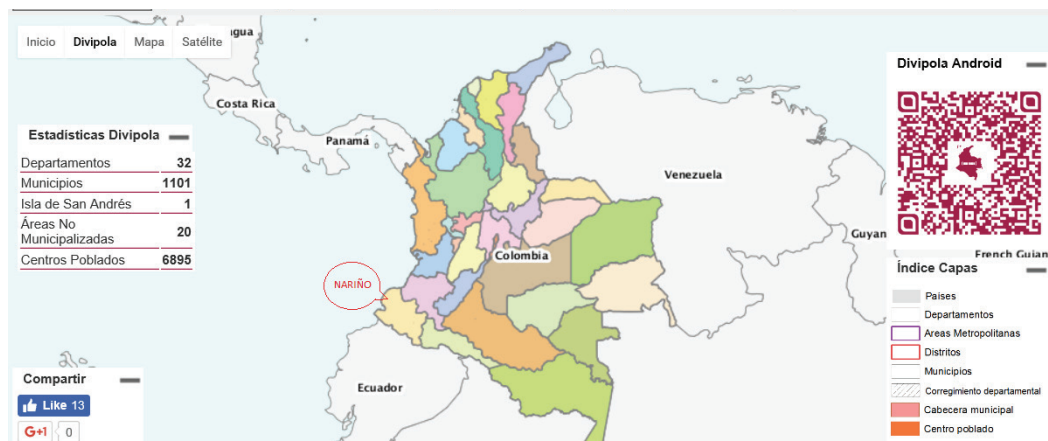 Inicio Divipola Mapa Satélite
agua
Costa Rica
Panamá
Venezuela
Guyan
French Guian
Colombia
Ecuador
NARIÑO
Estadísticas Divipola
Departamentos 32
Municipios 1101
Isla de San Andrés 1
Áreas No
Municipalizadas 20
Centros Poblados 6895
Compartir
Like 13
G+1 0
Divipola Android
Índice Capas
Paises
Departamentos
Areas Metropolitanas
Distritos
Municipios
Corregimiento departamental
Cabecera municipal
Centro poblado